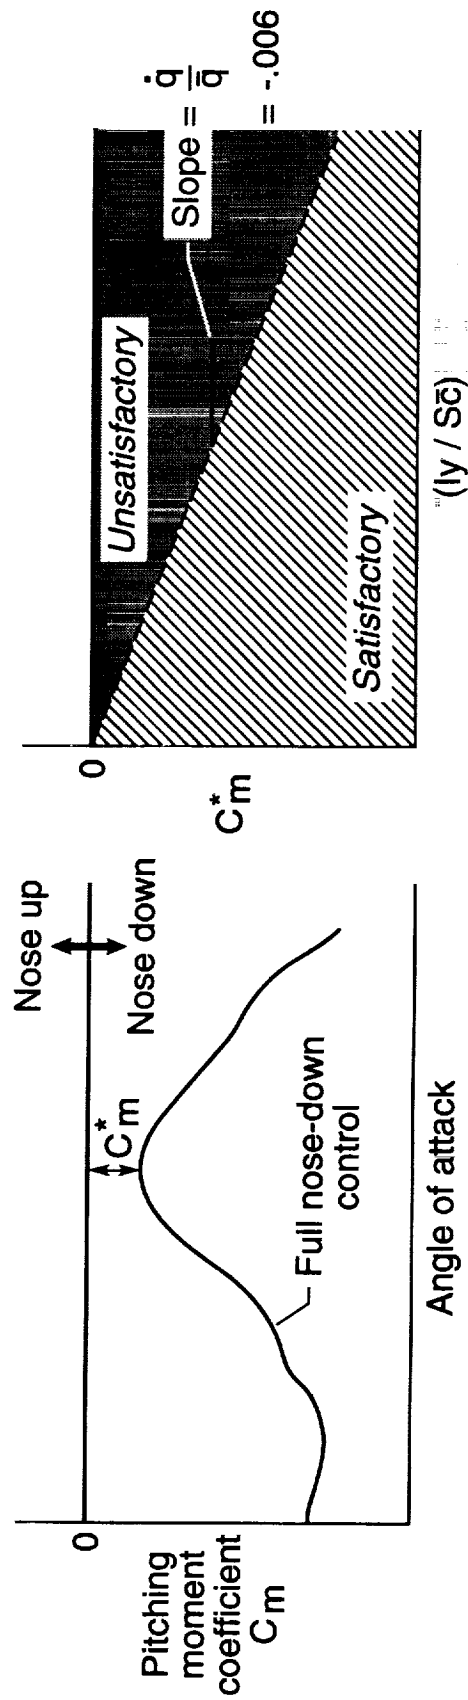 Nose up
0
C*m
Nose down
Pitching
moment
coefficient
Cm
Full nose-down
control
Angle of attack
0
Unsatisfactory
C*m
Slope = q̇ / q̄
= -.006
Satisfactory
(Iy / Sc̄)